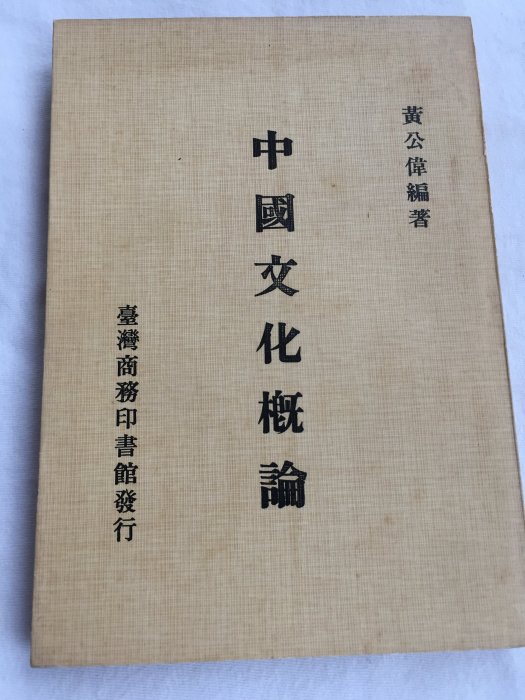 黃公偉編著
中國文化概論
臺灣商務印書館發行